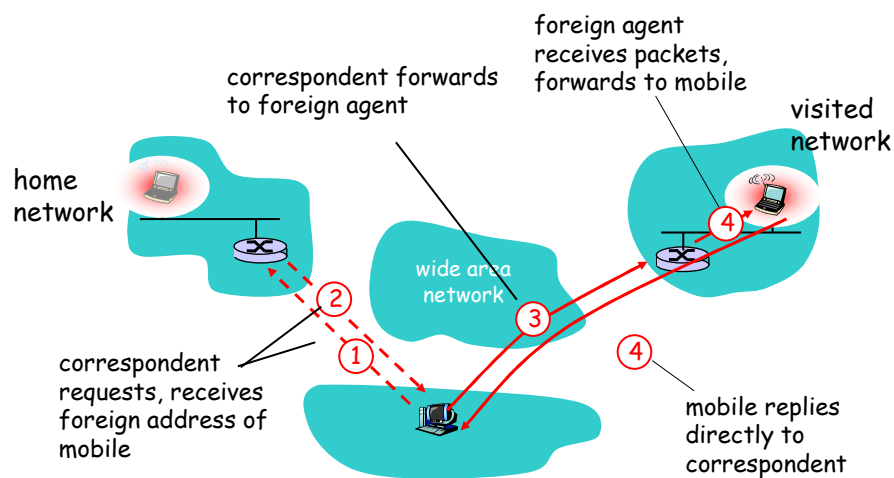 foreign agent
receives packets,
forwards to mobile
correspondent forwards
to foreign agent
visited
network
home
network
4
wide area
network
2
3
1
4
correspondent
requests, receives
foreign address of
mobile
mobile replies
directly to
correspondent